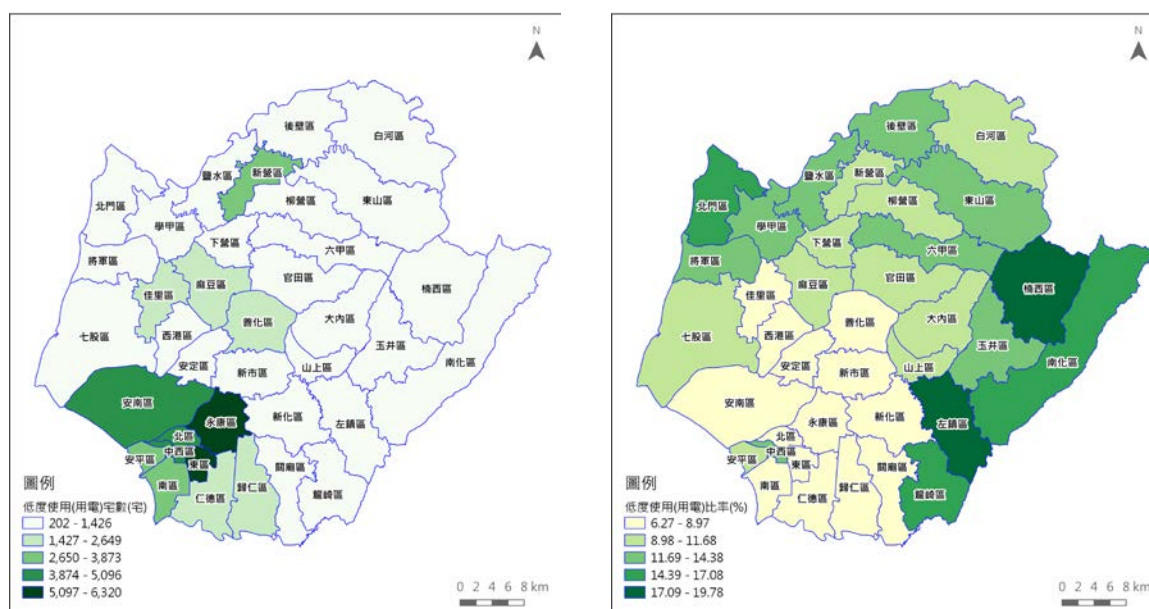 N
後壁區
白河區
鹽水區
新營區
北門區
學甲區
柳營區
東山區
下營區
六甲區
將軍區
麻豆區
官田區
楠西區
佳里區
善化區
七股區
西港區
大內區
玉井區
安定區
新市區
山上區
南化區
安南區
永康區
新化區
左鎮區
北區
中西區
安平區
東區
關廟區
南區
仁德區
歸仁區
龍崎區
圖例
低度使用(用電)宅數(宅)
202 - 1,426
1,427 - 2,649
2,650 - 3,873
3,874 - 5,096
5,097 - 6,320
0 2 4 6 8 km
N
後壁區
白河區
鹽水區
新營區
北門區
學甲區
柳營區
東山區
下營區
六甲區
將軍區
麻豆區
官田區
楠西區
佳里區
善化區
七股區
西港區
大內區
玉井區
安定區
新市區
山上區
南化區
安南區
永康區
新化區
左鎮區
北區
中西區
安平區
東區
關廟區
南區
仁德區
歸仁區
龍崎區
圖例
低度使用(用電)比率(%)
6.27 - 8.97
8.98 - 11.68
11.69 - 14.38
14.39 - 17.08
17.09 - 19.78
0 2 4 6 8 km